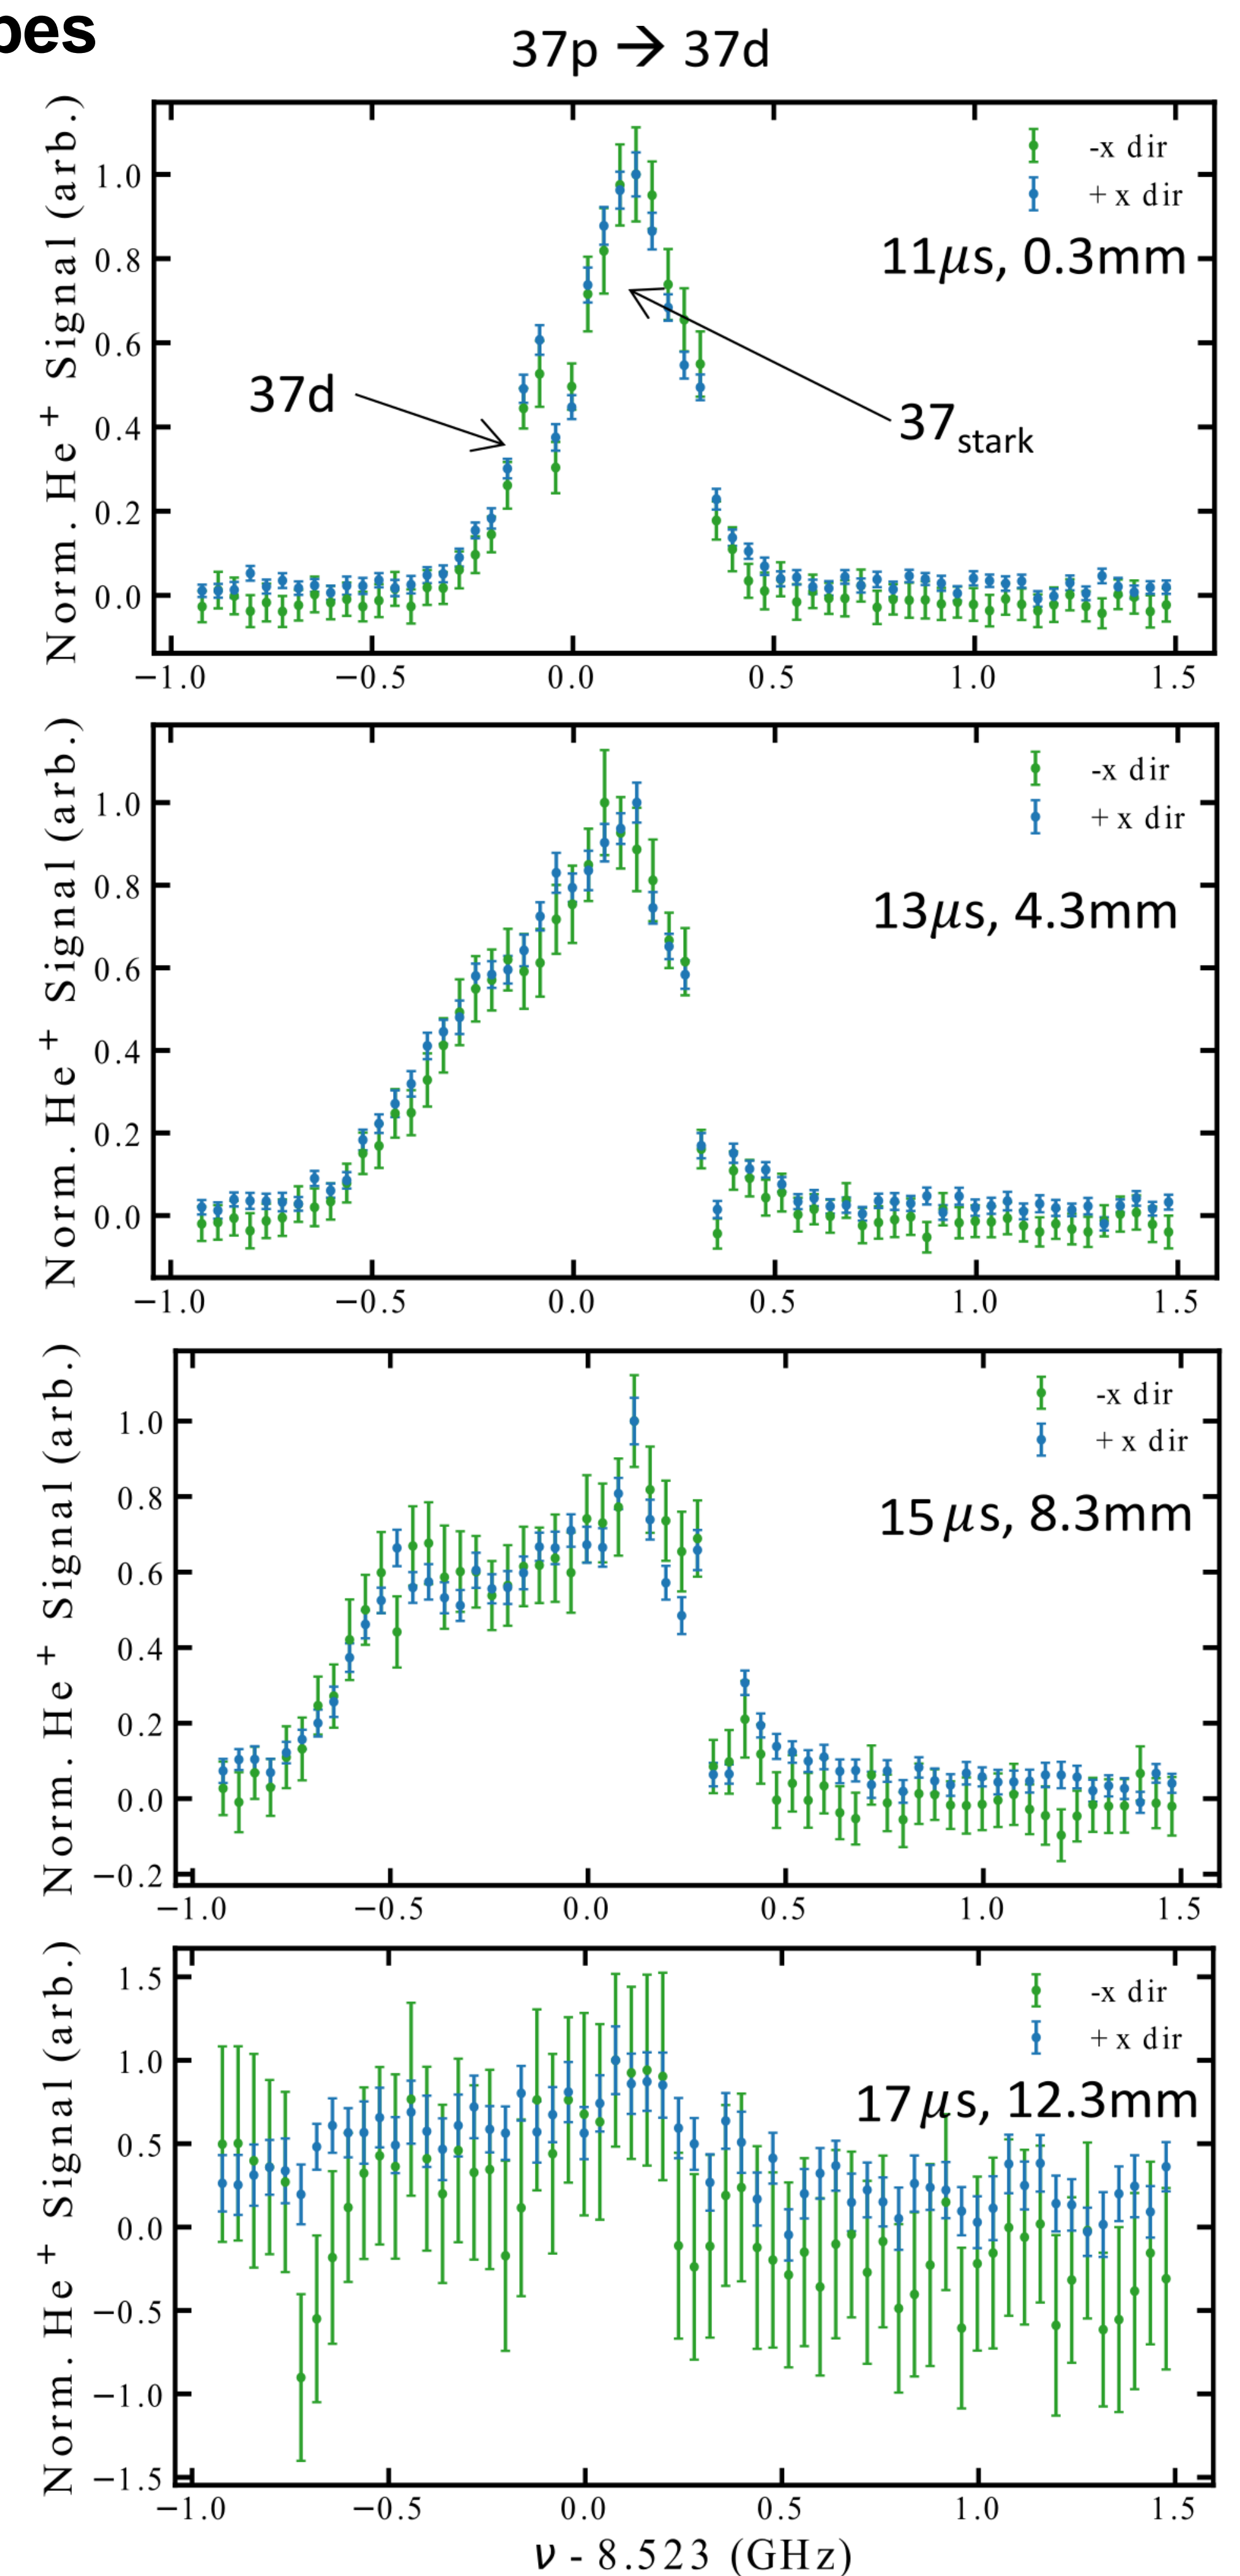 pes
37p → 37d
Norm. He + Signal (arb.)
1.0
0.8
0.6
0.4
0.2
0.0
-x dir
+ x dir
11μs, 0.3mm
37d
37stark
−1.0 −0.5 0.0 0.5 1.0 1.5
Norm. He + Signal (arb.)
1.0
0.8
0.6
0.4
0.2
0.0
-x dir
+ x dir
13μs, 4.3mm
−1.0 −0.5 0.0 0.5 1.0 1.5
Norm. He + Signal (arb.)
1.0
0.8
0.6
0.4
0.2
0.0
−0.2
-x dir
+ x dir
15 μs, 8.3mm
−1.0 −0.5 0.0 0.5 1.0 1.5
Norm. He + Signal (arb.)
1.5
1.0
0.5
0.0
−0.5
−1.0
−1.5
-x dir
+ x dir
17 μs, 12.3mm
−1.0 −0.5 0.0 0.5 1.0 1.5
ν - 8.523 (GHz)